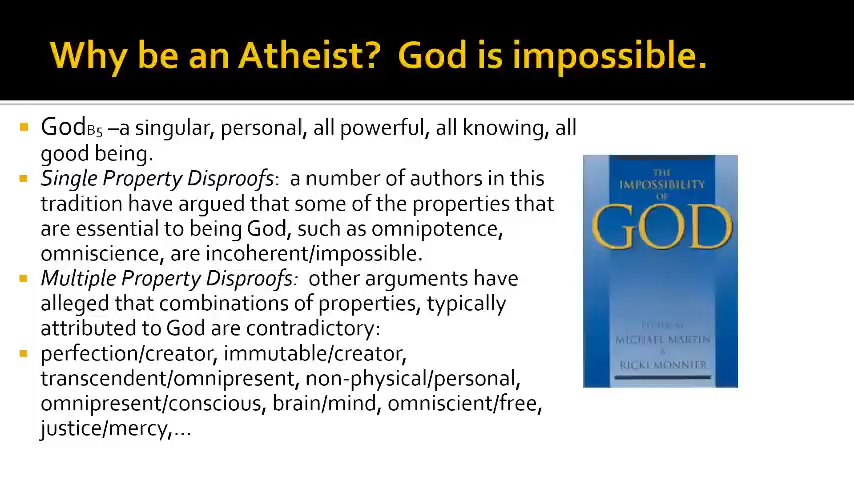 Why be an Atheist? God is impossible.
GodB5 –a singular, personal, all powerful, all knowing, all
good being.
Single Property Disproofs: a number of authors in this
tradition have argued that some of the properties that
are essential to being God, such as omnipotence,
omniscience, are incoherent/impossible.
Multiple Property Disproofs: other arguments have
alleged that combinations of properties, typically
attributed to God are contradictory:
perfection/creator, immutable/creator,
transcendent/omnipresent, non-physical/personal,
omnipresent/conscious, brain/mind, omniscient/free,
justice/mercy,...
THE
IMPOSSIBILITY
OF
GOD
EDITED BY
MICHAEL MARTIN
&
RICKI MONNIER